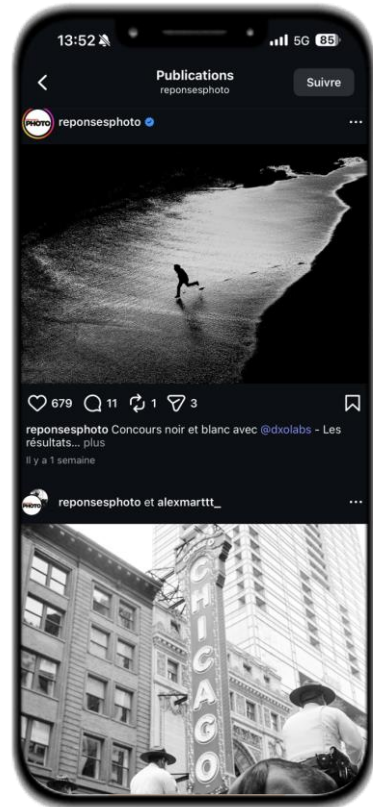 13:52
5G 85
Publications
reponsesphoto
Suivre
PHOTO
reponsesphoto
679 11 1 3
reponsesphoto Concours noir et blanc avec @dxolabs - Les
résultats... plus
Il y a 1 semaine
PHOTO
reponsesphoto et alexmarttt_
CHICAGO